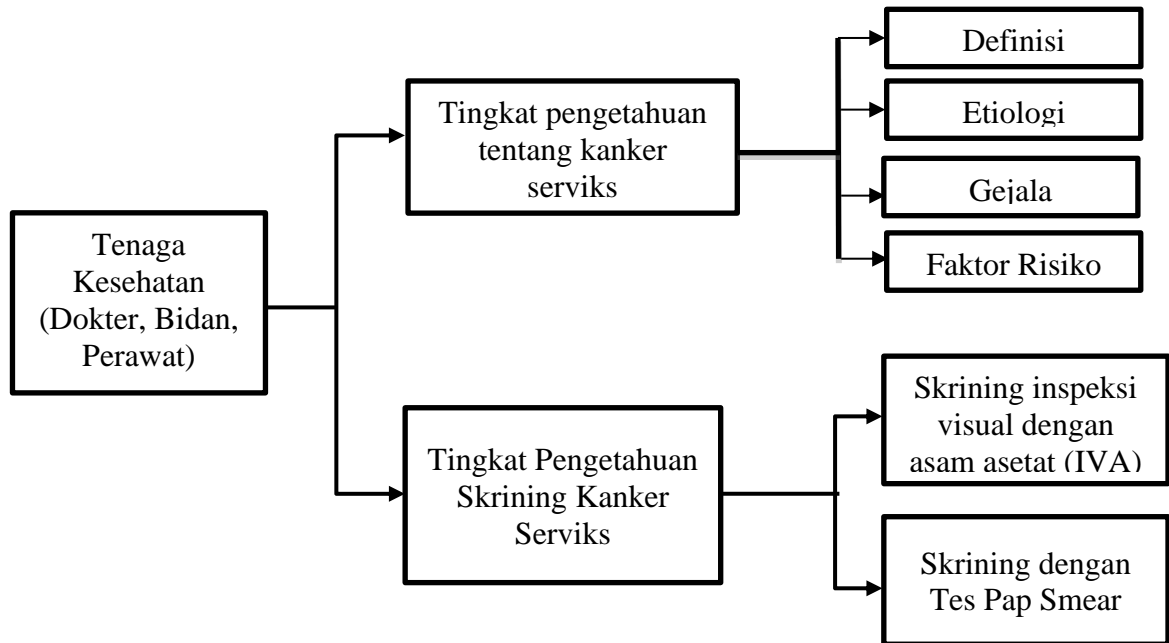 Tenaga
Kesehatan
(Dokter, Bidan,
Perawat)
Tingkat pengetahuan
tentang kanker
serviks
Definisi
Etiologi
Gejala
Faktor Risiko
Tingkat Pengetahuan
Skrining Kanker
Serviks
Skrining inspeksi
visual dengan
asam asetat (IVA)
Skrining dengan
Tes Pap Smear